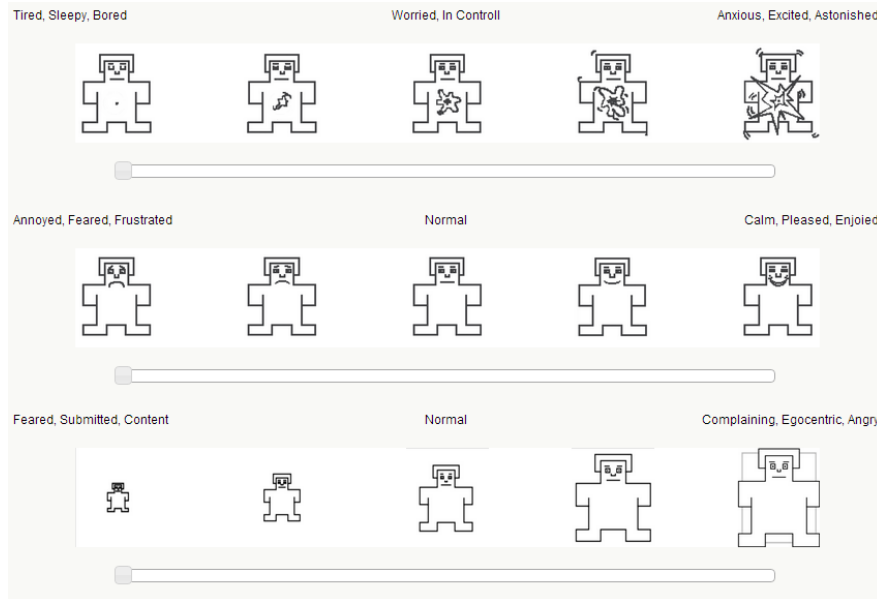 Tired, Sleepy, Bored Worried, In Controll Anxious, Excited, Astonished
Annoyed, Feared, Frustrated Normal Calm, Pleased, Enjoied
Feared, Submitted, Content Normal Complaining, Egocentric, Angry